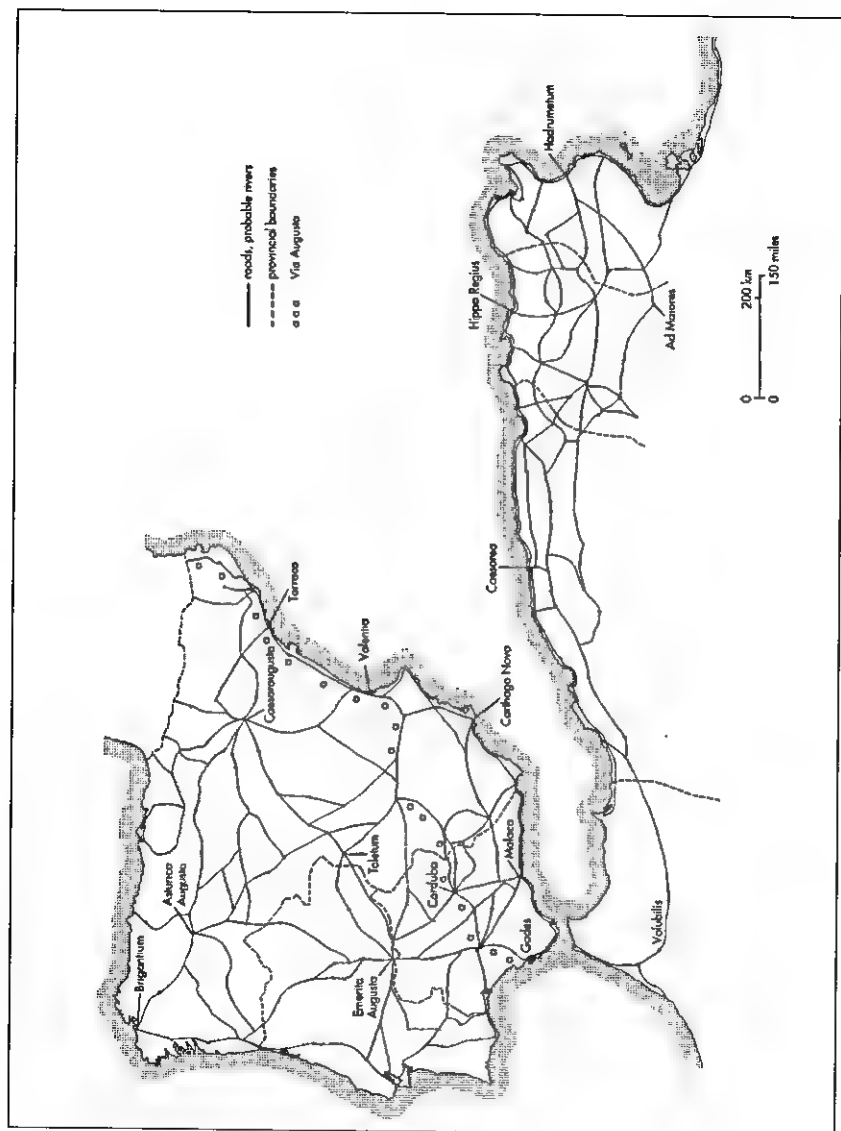 roads, probable rivers
provincial boundaries
Via Augusta
Brigantium
Asturica
Augusta
Caesaraugusta
Tarraco
Valentia
Toletum
Emerita
Augusta
Corduba
Carthago Nova
Malaca
Gades
Volubilis
Caesarea
Hippo Regius
Hadrumetum
Ad Maiores
0 200 km
0 150 miles